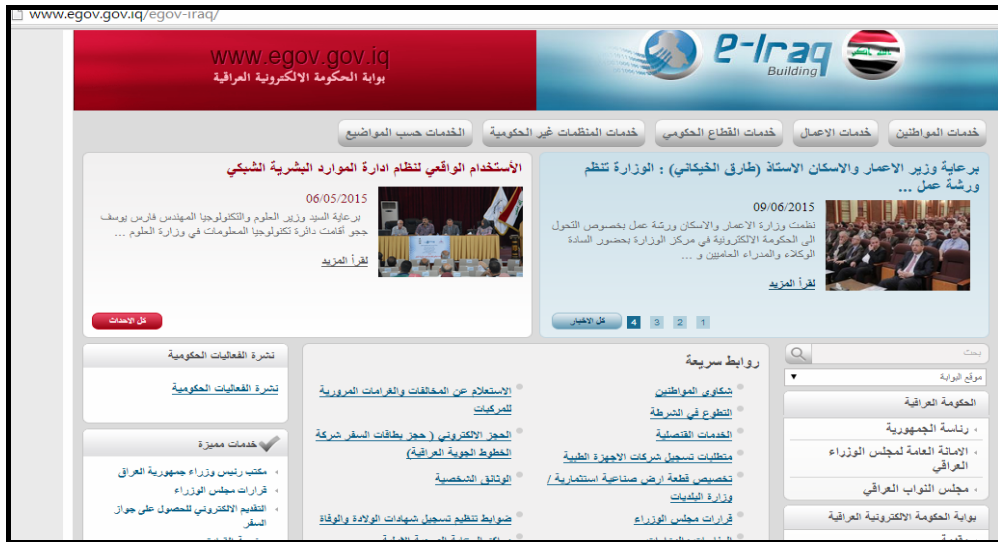 www.egov.gov.iq/egov-iraq/
e-Iraq
Building
www.egov.gov.iq
بوابة الحكومة الالكترونية العراقية
خدمات المواطنين
خدمات الاعمال
خدمات القطاع الحكومي
خدمات المنظمات غير الحكومية
الخدمات حسب المواضيع
برعاية وزير الاعمار والاسكان الاستاذ (طارق الخيكاني) : الوزارة تنظم
ورشة عمل ...
09/06/2015
نظمت وزارة الاعمار والاسكان ورشة عمل بخصوص التحول
الى الحكومة الالكترونية في مركز الوزارة بحضور السادة
الوكلاء والمدراء العامين و ...
لقرأ المزيد
1 2 3 4
كل الاخبار
الأستخدام الواقعي لنظام ادارة الموارد البشرية الشبكي
06/05/2015
برعاية السيد وزير العلوم والتكنولوجيا المهندس فارس يوسف
ججو أقامت دائرة تكنولوجيا المعلومات في وزارة العلوم ...
لقرأ المزيد
كل الاحداث
بحث
موقع البوابة
الحكومة العراقية
رئاسة الجمهورية
الامانة العامة لمجلس الوزراء
العراقي
مجلس النواب العراقي
بوابة الحكومة الالكترونية العراقية
روابط سريعة
شكاوى المواطنين
التطوع في الشرطة
الخدمات القنصلية
متطلبات تسجيل شركات الاجهزة الطبية
تخصيص قطعة ارض صناعية استثمارية /
وزارة البلديات
قرارات مجلس الوزراء
الاستعلام عن المخالفات والغرامات المرورية
للمركبات
الحجز الالكتروني ( حجز بطاقات السفر شركة
الخطوط الجوية العراقية)
الوثائق الشخصية
ضوابط تنظيم تسجيل شهادات الولادة والوفاة
نشرة الفعاليات الحكومية
نشرة الفعاليات الحكومية
خدمات مميزة
مكتب رئيس وزراء جمهورية العراق
قرارات مجلس الوزراء
التقديم الالكتروني للحصول على جواز
السفر